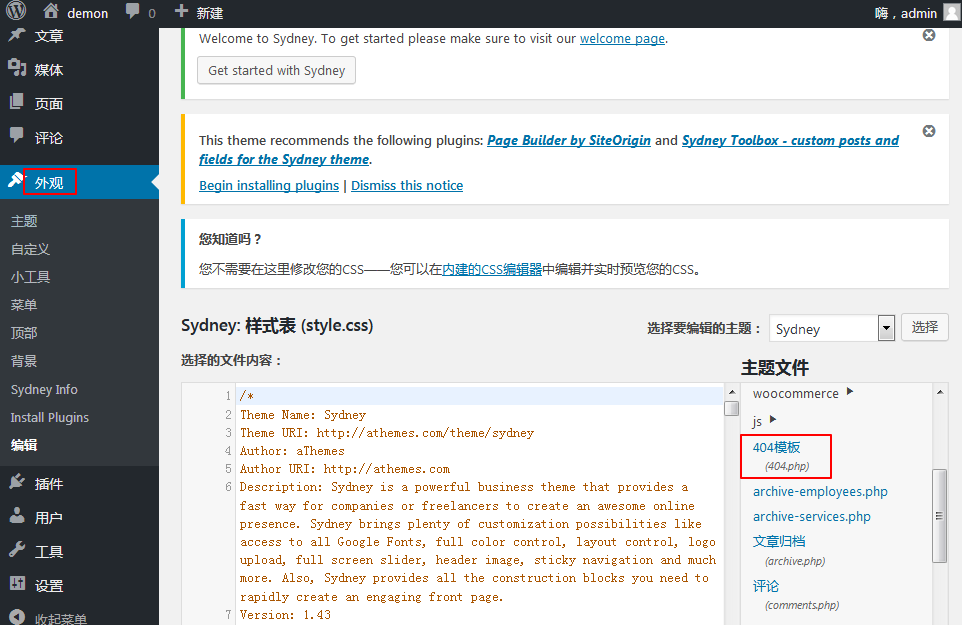 demon
0
新建
嗨，admin
文章
媒体
页面
评论
外观
主题
自定义
小工具
菜单
顶部
背景
Sydney Info
Install Plugins
编辑
插件
用户
工具
设置
收起菜单
Welcome to Sydney. To get started please make sure to visit our welcome page.
Get started with Sydney
This theme recommends the following plugins: Page Builder by SiteOrigin and Sydney Toolbox - custom posts and
fields for the Sydney theme.
Begin installing plugins | Dismiss this notice
您知道吗？
您不需要在这里修改您的CSS——您可以在内建的CSS编辑器中编辑并实时预览您的CSS。
Sydney: 样式表 (style.css)
选择要编辑的主题：
Sydney
选择
选择的文件内容：
1 /*
2 Theme Name: Sydney
3 Theme URI: http://athemes.com/theme/sydney
4 Author: aThemes
5 Author URI: http://athemes.com
6 Description: Sydney is a powerful business theme that provides a
fast way for companies or freelancers to create an awesome online
presence. Sydney brings plenty of customization possibilities like
access to all Google Fonts, full color control, layout control, logo
upload, full screen slider, header image, sticky navigation and much
more. Also, Sydney provides all the construction blocks you need to
rapidly create an engaging front page.
7 Version: 1.43
主题文件
woocommerce
js
404模板
(404.php)
archive-employees.php
archive-services.php
文章归档
(archive.php)
评论
(comments.php)